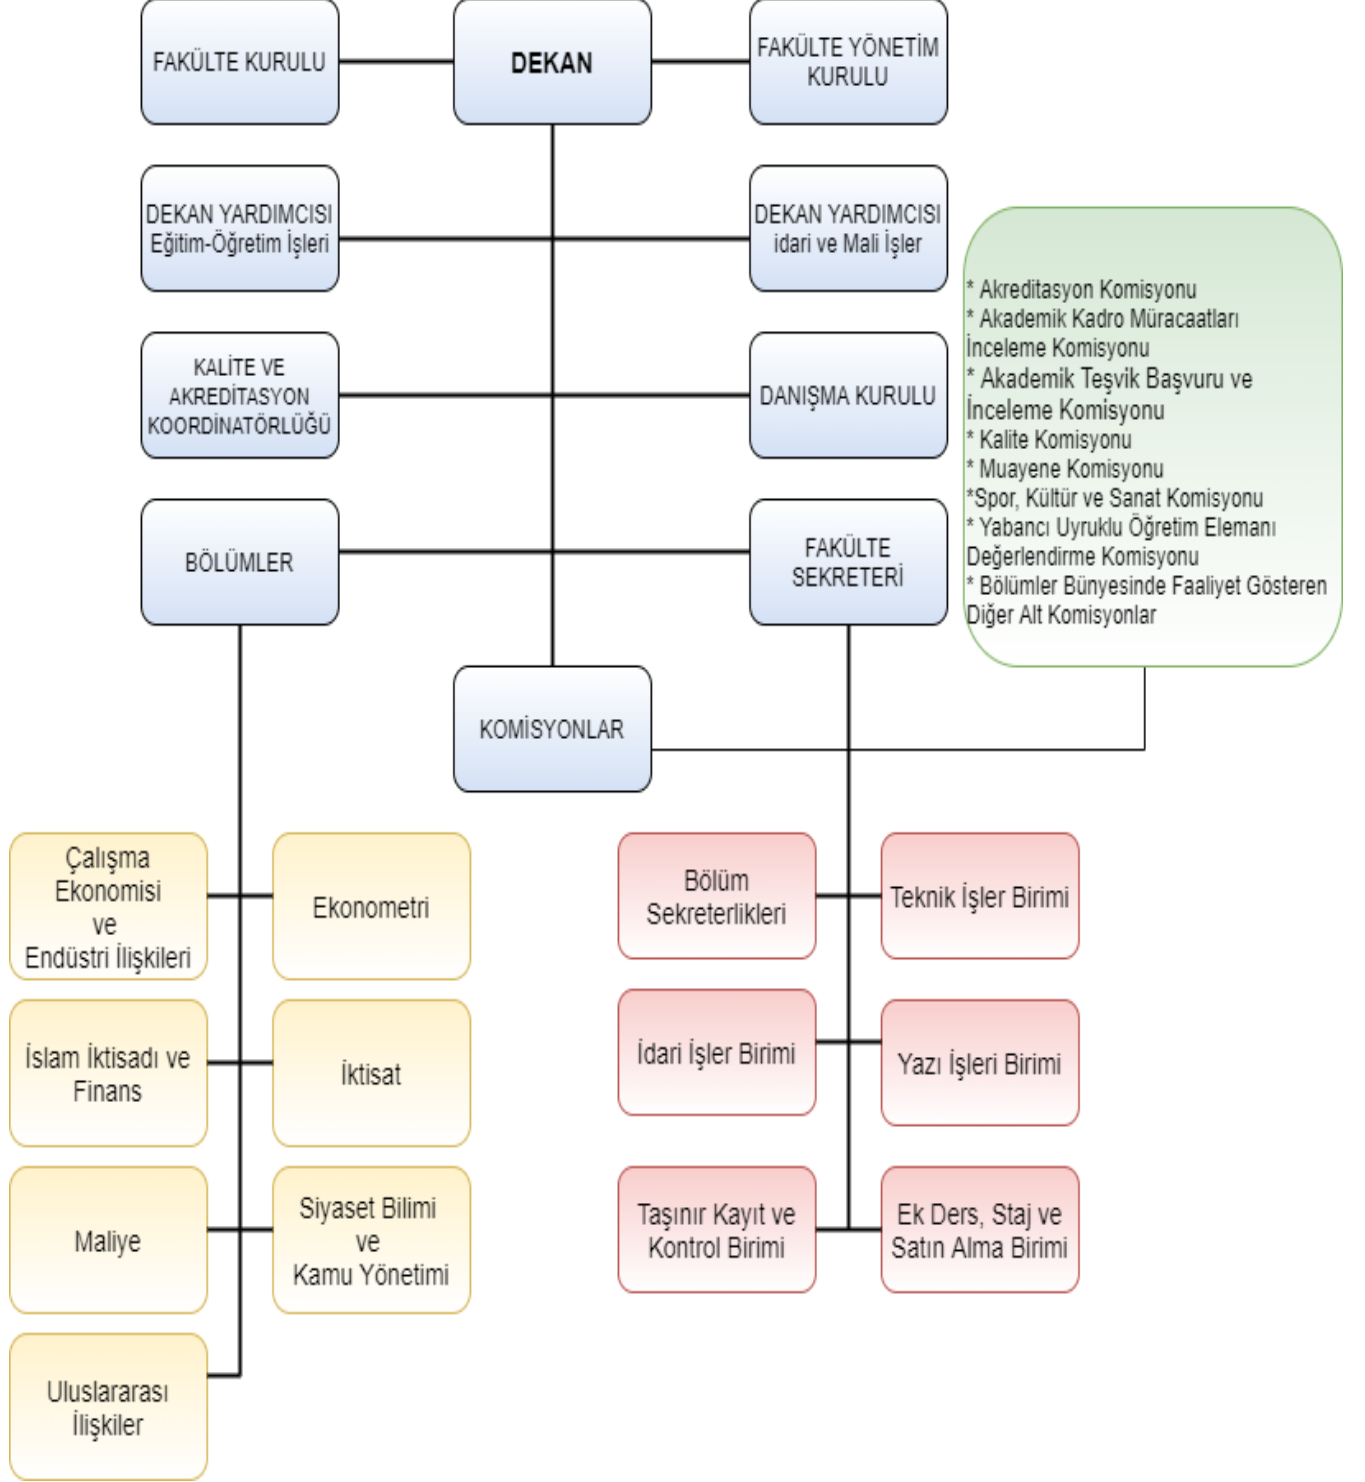 FAKÜLTE KURULU
DEKAN
FAKÜLTE YÖNETİM
KURULU
DEKAN YARDIMCISI
Eğitim-Öğretim İşleri
DEKAN YARDIMCISI
idari ve Mali İşler
KALİTE VE
AKREDİTASYON
KOORDİNATÖRLÜĞÜ
DANIŞMA KURULU
* Akreditasyon Komisyonu
* Akademik Kadro Müracaatları
İnceleme Komisyonu
* Akademik Teşvik Başvuru ve
İnceleme Komisyonu
* Kalite Komisyonu
* Muayene Komisyonu
*Spor, Kültür ve Sanat Komisyonu
* Yabancı Uyruklu Öğretim Elemanı
Değerlendirme Komisyonu
* Bölümler Bünyesinde Faaliyet Gösteren
Diğer Alt Komisyonlar
BÖLÜMLER
FAKÜLTE
SEKRETERİ
KOMİSYONLAR
Çalışma
Ekonomisi
ve
Endüstri İlişkileri
Ekonometri
Bölüm
Sekreterlikleri
Teknik İşler Birimi
İslam İktisadı ve
Finans
İktisat
İdari İşler Birimi
Yazı İşleri Birimi
Maliye
Siyaset Bilimi
ve
Kamu Yönetimi
Taşınır Kayıt ve
Kontrol Birimi
Ek Ders, Staj ve
Satın Alma Birimi
Uluslararası
İlişkiler